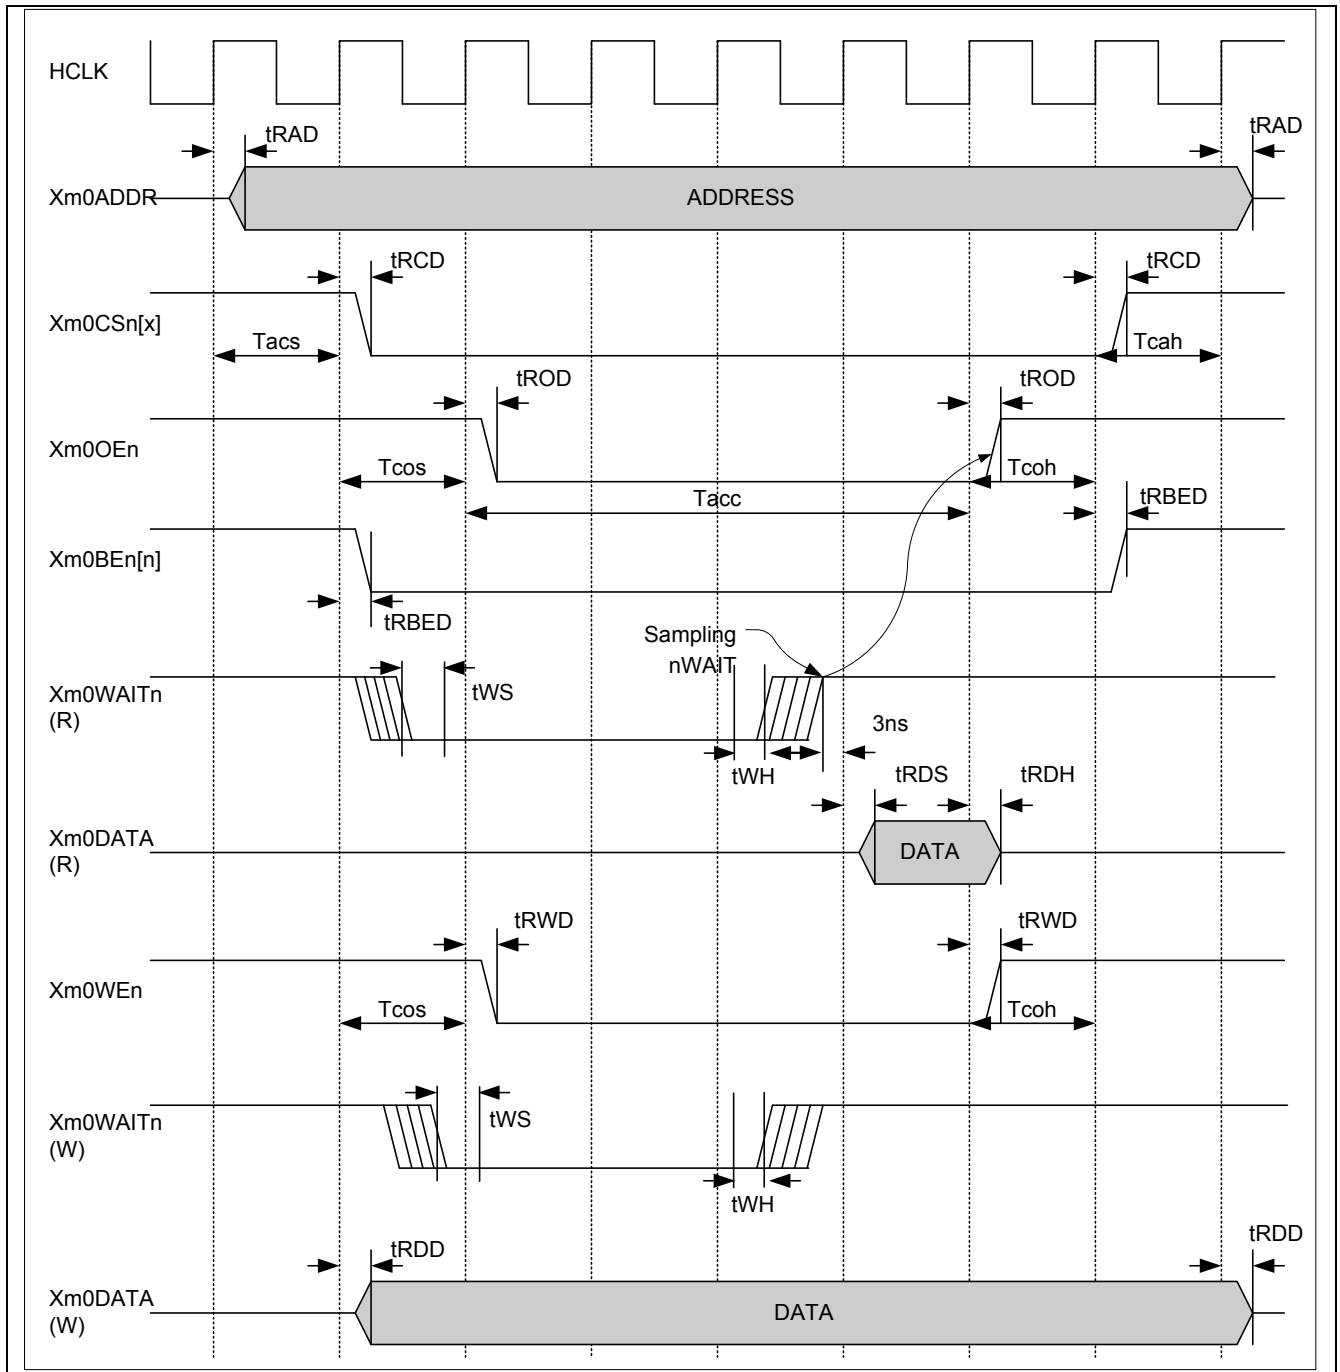 HCLK
tRAD
tRAD
Xm0ADDR
ADDRESS
tRCD
tRCD
Xm0CSn[x]
Tacs
Tcah
tROD
tROD
Xm0OEn
Tcos
Tcoh
Tacc
tRBED
Xm0BEn[n]
tRBED
Sampling
nWAIT
Xm0WAITn
(R)
tWS
3ns
tWH
tRDS
tRDH
Xm0DATA
(R)
DATA
tRWD
tRWD
Xm0WEn
Tcos
Tcoh
Xm0WAITn
(W)
tWS
tWH
tRDD
tRDD
Xm0DATA
(W)
DATA